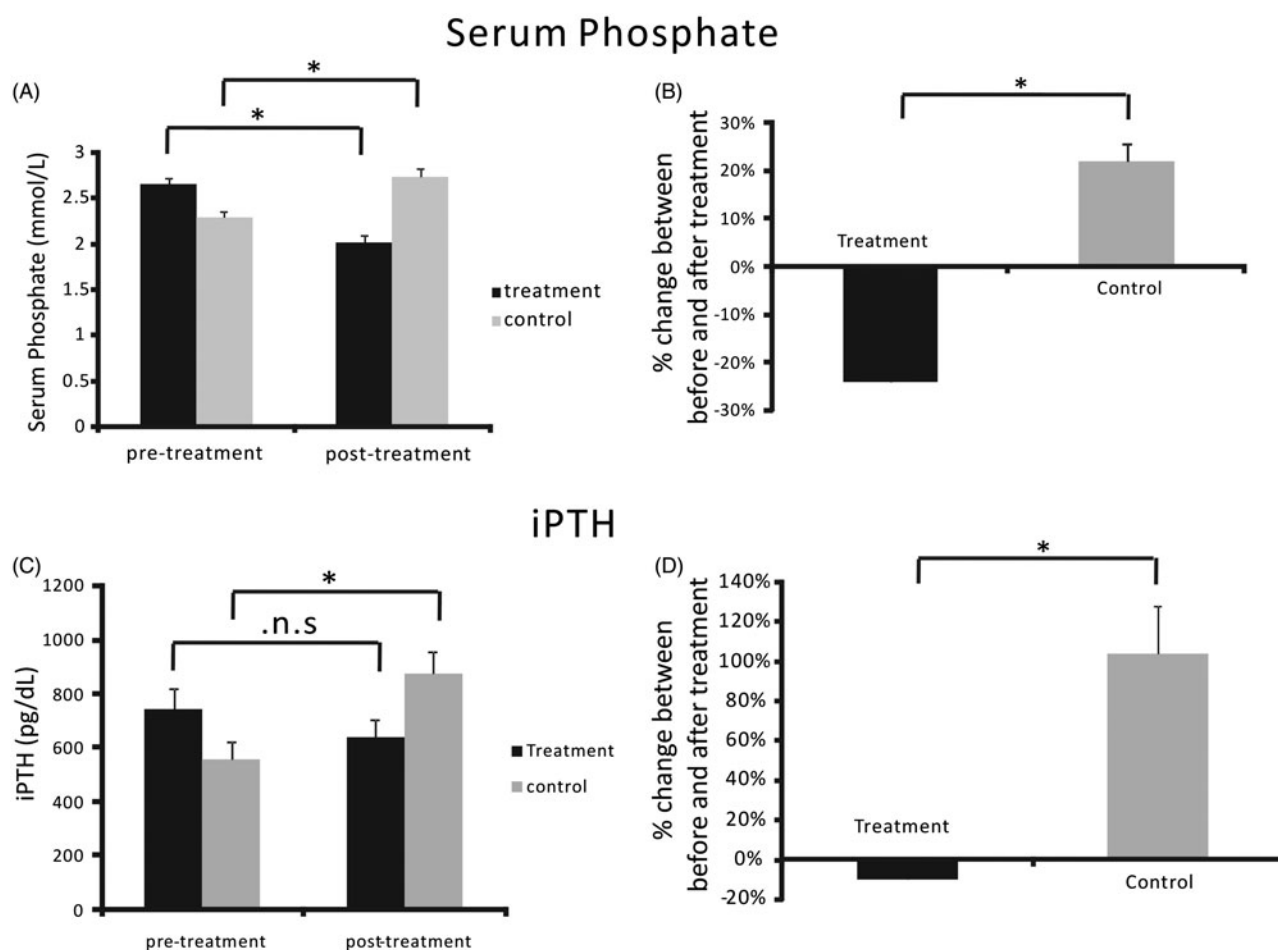 Serum Phosphate
(A)
*
*
Serum Phosphate (mmol/L)
3
2.5
2
1.5
1
0.5
0
pre-treatment
post-treatment
treatment
control
(B)
*
% change between
before and after treatment
30%
20%
10%
0%
-10%
-20%
-30%
Treatment
Control
iPTH
(C)
*
.n.s
iPTH (pg/dL)
1200
1000
800
600
400
200
0
pre-treatment
post-treatment
Treatment
control
(D)
*
% change between
before and after treatment
140%
120%
100%
80%
60%
40%
20%
0%
-20%
Treatment
Control